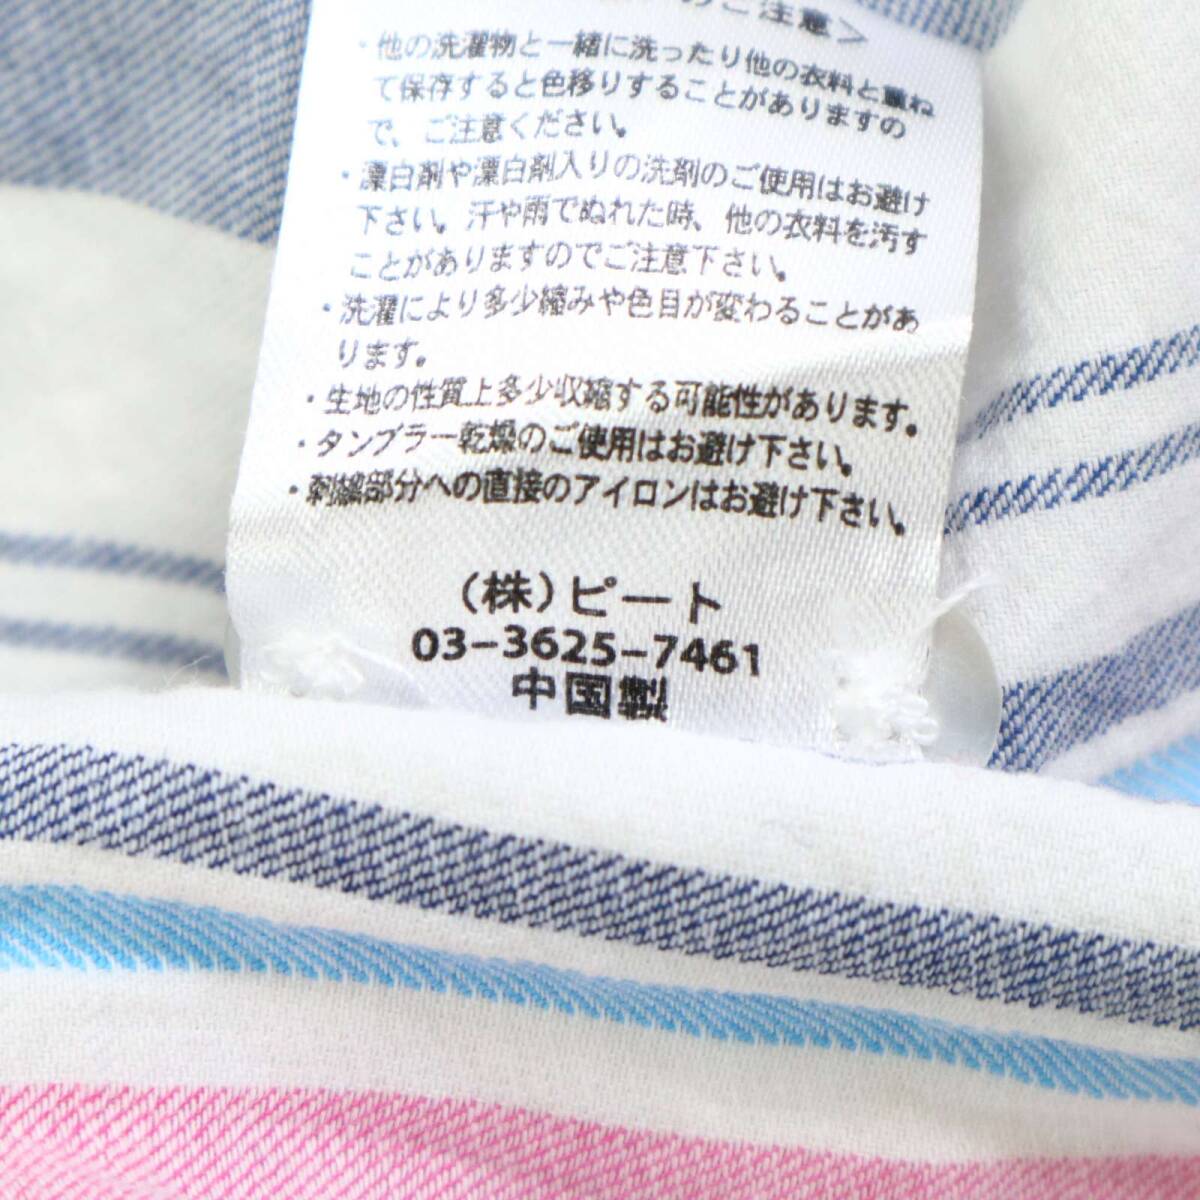 のご注意＞
・他の洗濯物と一緒に洗ったり他の衣料と重ね
て保存すると色移りすることがありますの
で、ご注意ください。
・漂白剤や漂白剤入りの洗剤のご使用はお避け
下さい。汗や雨でぬれた時、他の衣料を汚す
ことがありますのでご注意下さい。
・洗濯により多少縮みや色目が変わることがあ
ります。
・生地の性質上多少収縮する可能性があります。
・タンブラー乾燥のご使用はお避け下さい。
・刺繍部分への直接のアイロンはお避け下さい。
(株)ピート
03-3625-7461
中国製